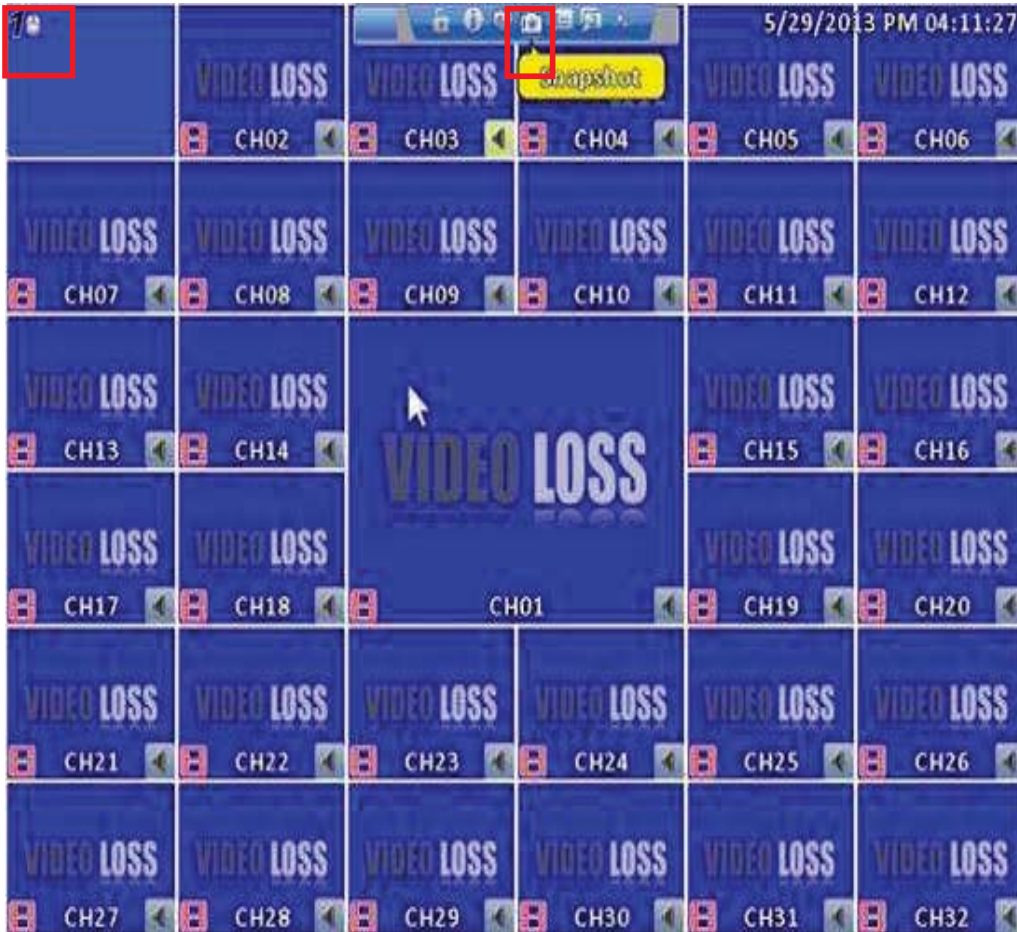 1
5/29/2013 PM 04:11:27
VIDEO LOSS VIDEO LOSS Snapshot VIDEO LOSS VIDEO LOSS
CH02 CH03 CH04 CH05 CH06
VIDEO LOSS VIDEO LOSS VIDEO LOSS VIDEO LOSS VIDEO LOSS VIDEO LOSS
CH07 CH08 CH09 CH10 CH11 CH12
VIDEO LOSS VIDEO LOSS VIDEO LOSS VIDEO LOSS
CH13 CH14 CH15 CH16
VIDEO LOSS
VIDEO LOSS VIDEO LOSS VIDEO LOSS VIDEO LOSS
CH17 CH18 CH01 CH19 CH20
VIDEO LOSS VIDEO LOSS VIDEO LOSS VIDEO LOSS VIDEO LOSS VIDEO LOSS
CH21 CH22 CH23 CH24 CH25 CH26
VIDEO LOSS VIDEO LOSS VIDEO LOSS VIDEO LOSS VIDEO LOSS VIDEO LOSS
CH27 CH28 CH29 CH30 CH31 CH32